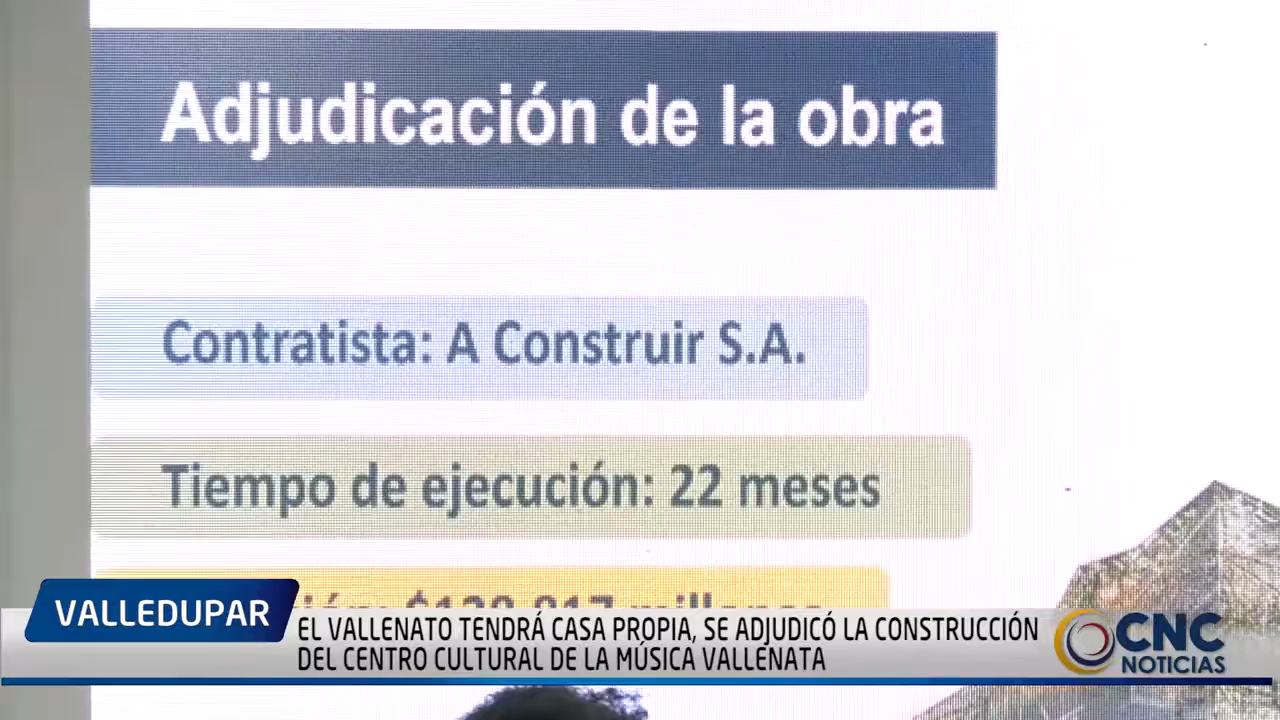 Adjudicación de la obra
Contratista: A Construir S.A.
Tiempo de ejecución: 22 meses
VALLEDUPAR
EL VALLENATO TENDRÁ CASA PROPIA, SE ADJUDICÓ LA CONSTRUCCIÓN
DEL CENTRO CULTURAL DE LA MÚSICA VALLENATA
CNC
NOTICIAS